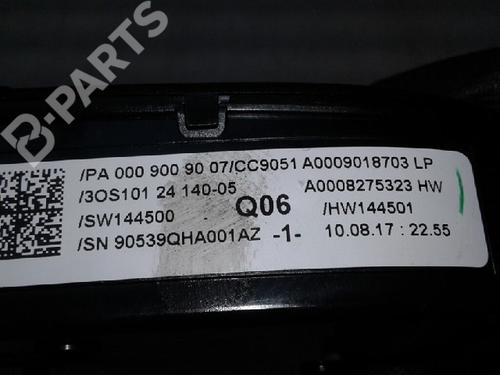 B-PARTS
/PA 000 900 90 07/CC9051 A0009018703 LP
/3OS101 24 140-05 A0008275323 HW
/SW144500 Q06 /HW144501
/SN 90539QHA001AZ -1- 10.08.17 : 22.55